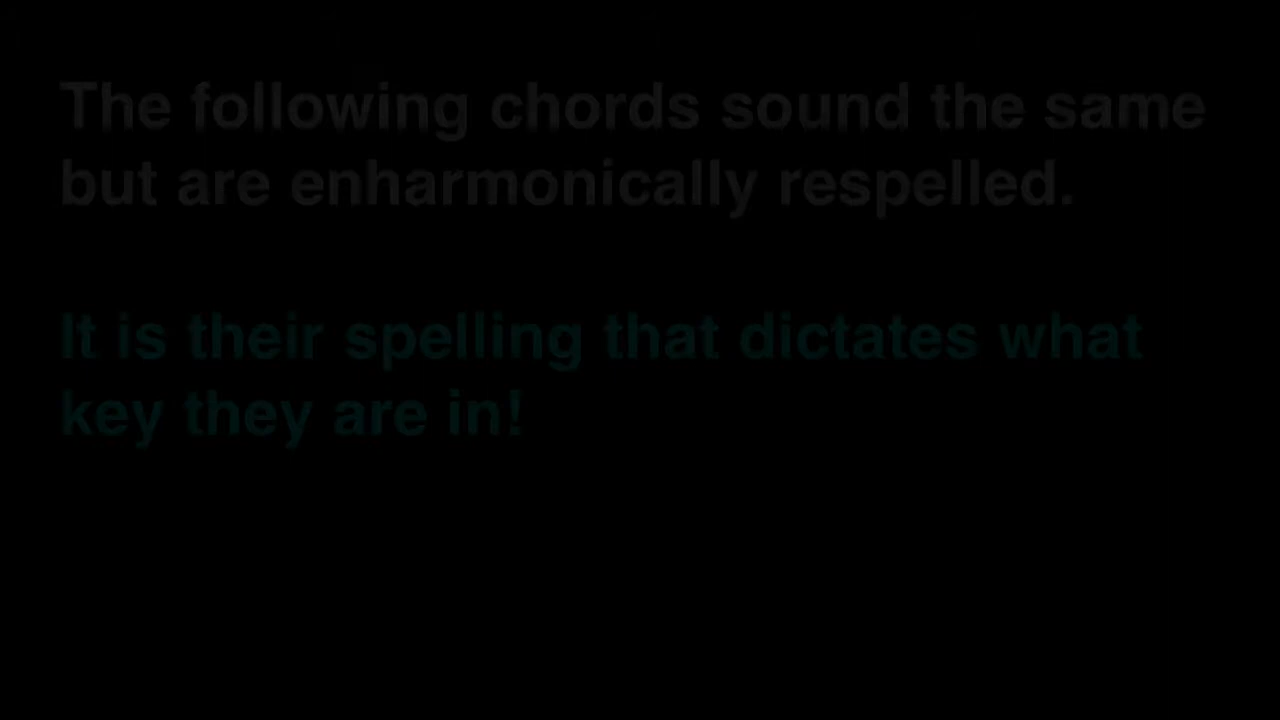 The following chords sound the same
but are enharmonically respelled.
It is their spelling that dictates what
key they are in!